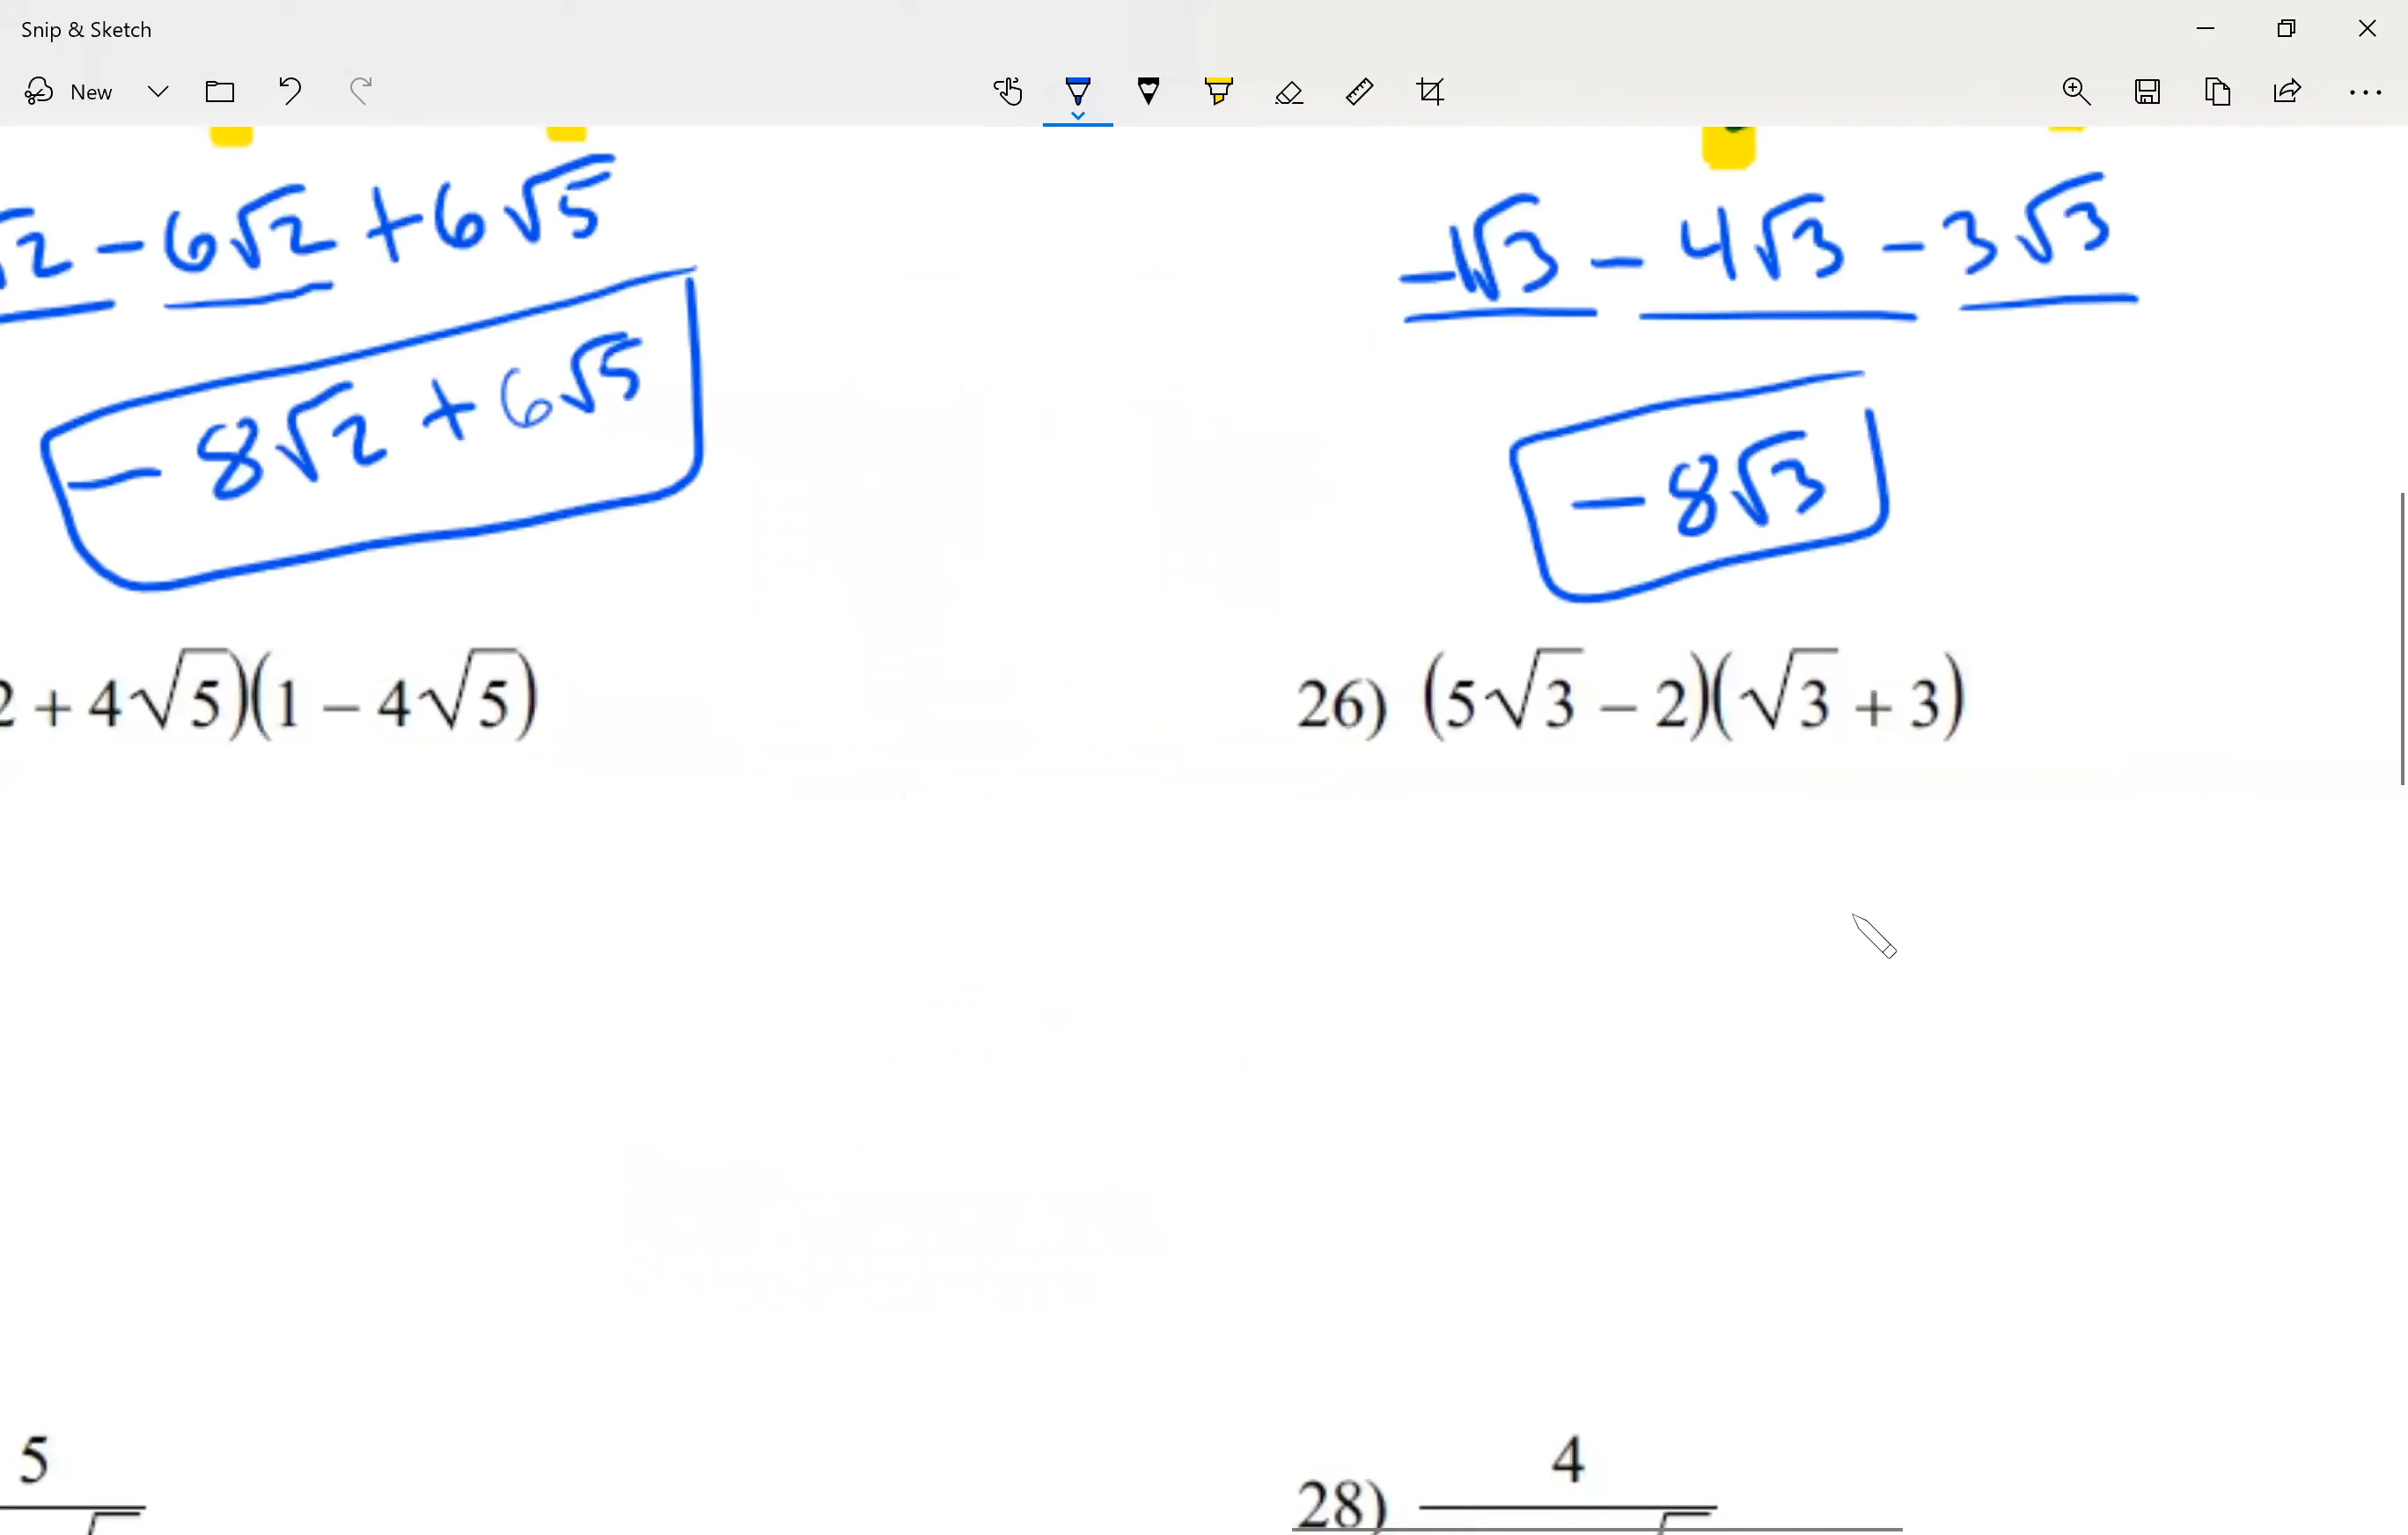 Snip & Sketch
New
√2 - 6√2 + 6√5
- 8√2 + 6√5
-1√3 - 4√3 - 3√3
- 8√3
2 + 4√5)(1 − 4√5)
26) (5√3 − 2)(√3 + 3)
5
28) 4